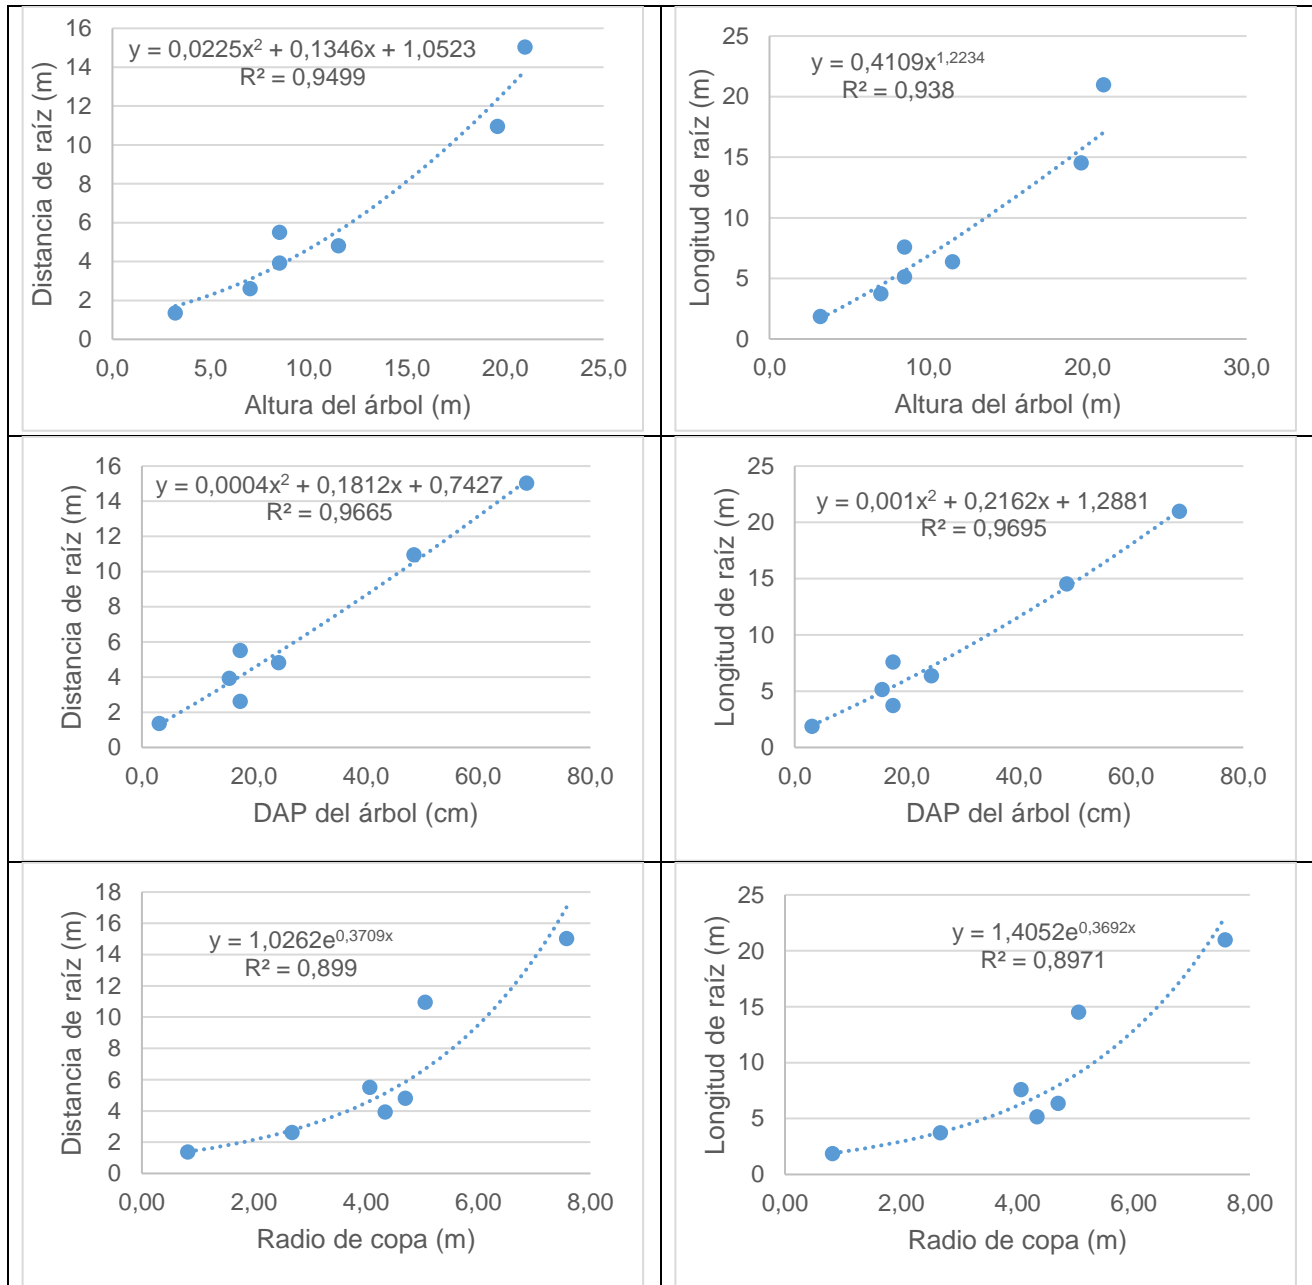 y = 0,0225x² + 0,1346x + 1,0523
R² = 0,9499
Distancia de raíz (m)
16
14
12
10
8
6
4
2
0
0,0 5,0 10,0 15,0 20,0 25,0
Altura del árbol (m)
y = 0,4109x^1,2234
R² = 0,938
Longitud de raíz (m)
25
20
15
10
5
0
0,0 10,0 20,0 30,0
Altura del árbol (m)
y = 0,0004x² + 0,1812x + 0,7427
R² = 0,9665
Distancia de raíz (m)
16
14
12
10
8
6
4
2
0
0,0 20,0 40,0 60,0 80,0
DAP del árbol (cm)
y = 0,001x² + 0,2162x + 1,2881
R² = 0,9695
Longitud de raíz (m)
25
20
15
10
5
0
0,0 20,0 40,0 60,0 80,0
DAP del árbol (cm)
y = 1,0262e^0,3709x
R² = 0,899
Distancia de raíz (m)
18
16
14
12
10
8
6
4
2
0
0,00 2,00 4,00 6,00 8,00
Radio de copa (m)
y = 1,4052e^0,3692x
R² = 0,8971
Longitud de raíz (m)
25
20
15
10
5
0
0,00 2,00 4,00 6,00 8,00
Radio de copa (m)